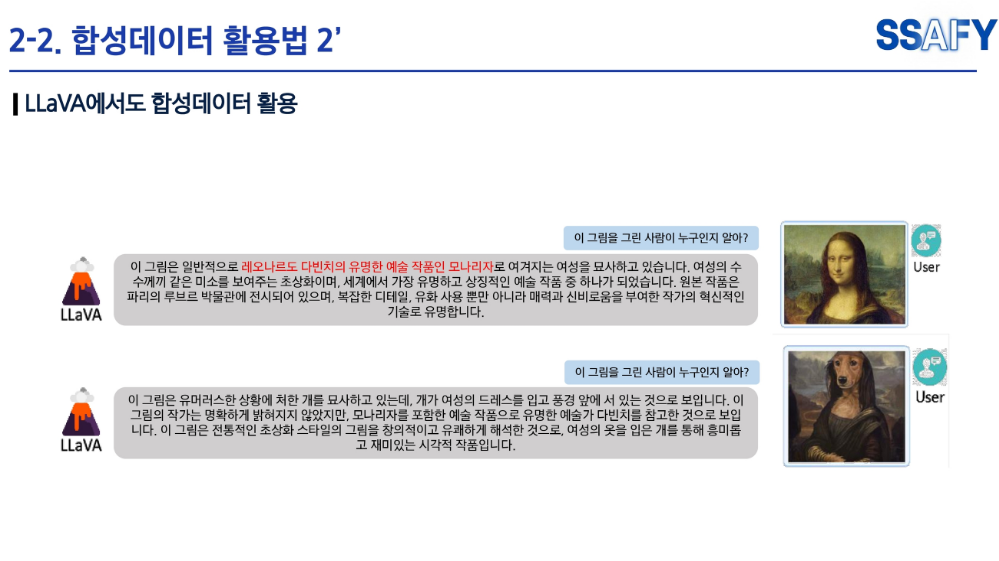 2-2. 합성데이터 활용법 2’
SSAFY
LLaVA에서도 합성데이터 활용
이 그림을 그린 사람이 누구인지 알아?
User
이 그림은 일반적으로 레오나르도 다빈치의 유명한 예술 작품인 모나리자로 여겨지는 여성을 묘사하고 있습니다. 여성의 수
수께끼 같은 미소를 보여주는 초상화이며, 세계에서 가장 유명하고 상징적인 예술 작품 중 하나가 되었습니다. 원본 작품은
파리의 루브르 박물관에 전시되어 있으며, 복잡한 디테일, 유화 사용 뿐만 아니라 매력과 신비로움을 부여한 작가의 혁신적인
기술로 유명합니다.
LLaVA
이 그림을 그린 사람이 누구인지 알아?
User
이 그림은 유머러스한 상황에 처한 개를 묘사하고 있는데, 개가 여성의 드레스를 입고 풍경 앞에 서 있는 것으로 보입니다. 이
그림의 작가는 명확하게 밝혀지지 않았지만, 모나리자를 포함한 예술 작품으로 유명한 예술가 다빈치를 참고한 것으로 보입
니다. 이 그림은 전통적인 초상화 스타일의 그림을 창의적이고 유쾌하게 해석한 것으로, 여성의 옷을 입은 개를 통해 흥미롭
고 재미있는 시각적 작품입니다.
LLaVA